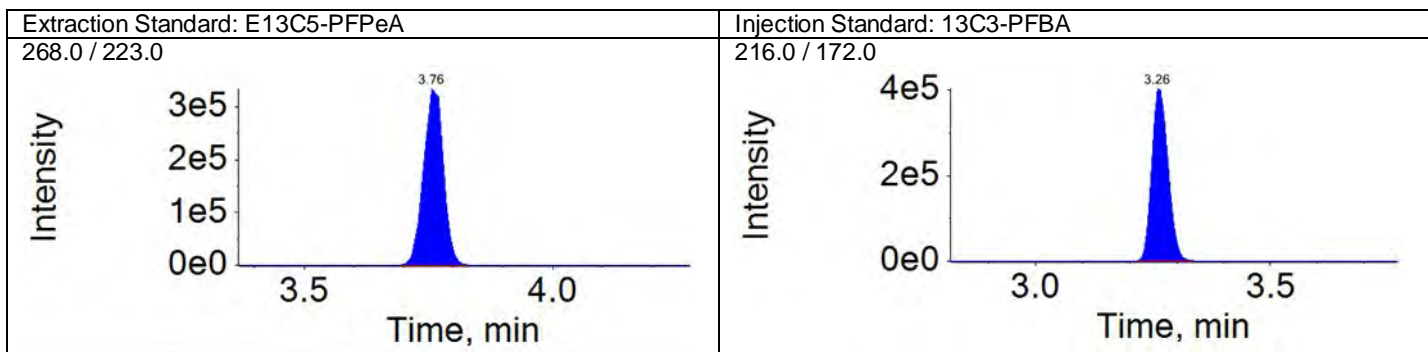 Extraction Standard: E13C5-PFPeA
268.0 / 223.0
3.76
3e5
2e5
1e5
0e0
Intensity
3.5 4.0
Time, min
Injection Standard: 13C3-PFBA
216.0 / 172.0
3.26
4e5
2e5
0e0
Intensity
3.0 3.5
Time, min